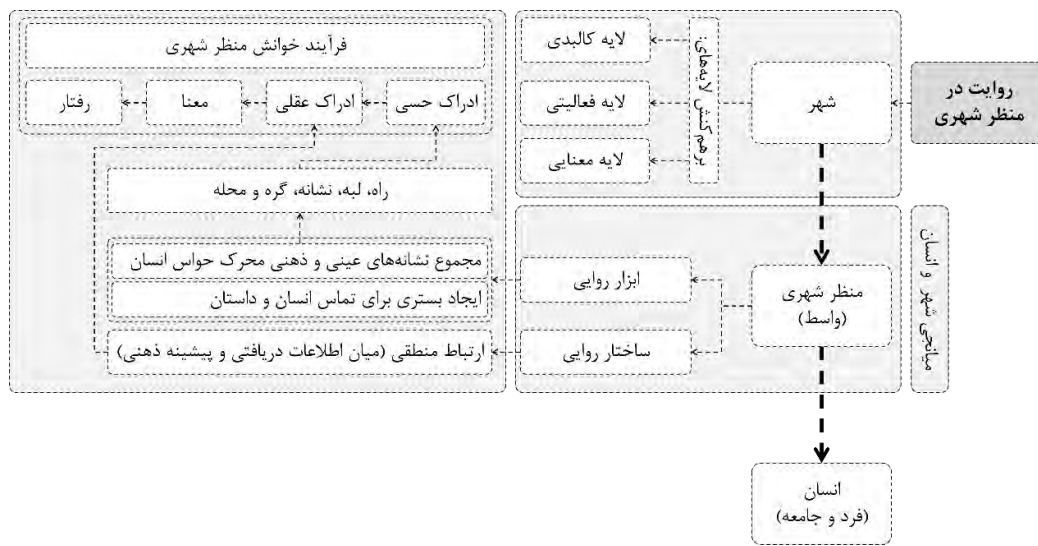 روایت در
منظر شهری
شهر
برهم‌کنش لایه‌های:
لایه کالبدی
لایه فعالیتی
لایه معنایی
میانجی شهر و انسان
منظر شهری
(واسط)
ابزار روایی
ساختار روایی
انسان
(فرد و جامعه)
فرآیند خوانش منظر شهری
ادراک حسی
ادراک عقلی
معنا
رفتار
راه، لبه، نشانه، گره و محله
مجموع نشانه‌های عینی و ذهنی محرک حواس انسان
ایجاد بستری برای تماس انسان و داستان
ارتباط منطقی (میان اطلاعات دریافتی و پیشینه ذهنی)